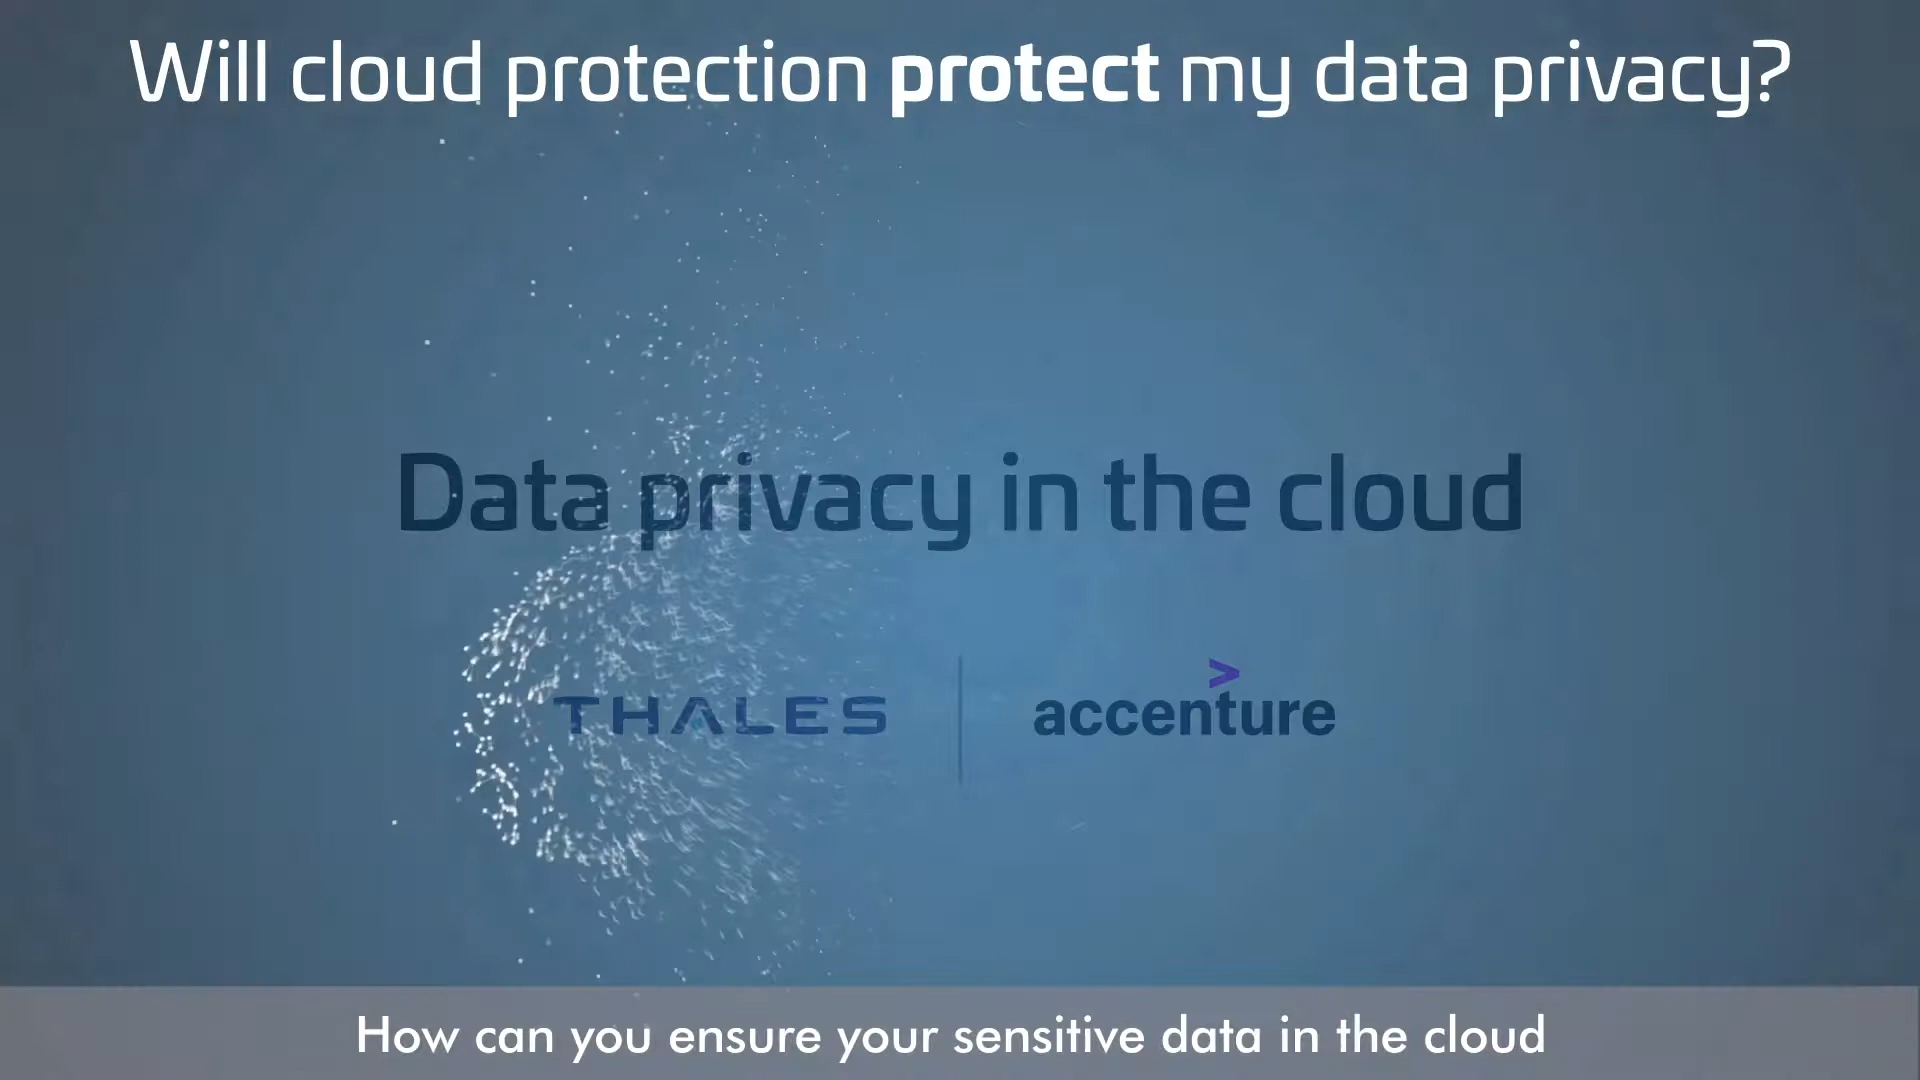 Will cloud protection protect my data privacy?
Data privacy in the cloud
THALES
accenture
How can you ensure your sensitive data in the cloud